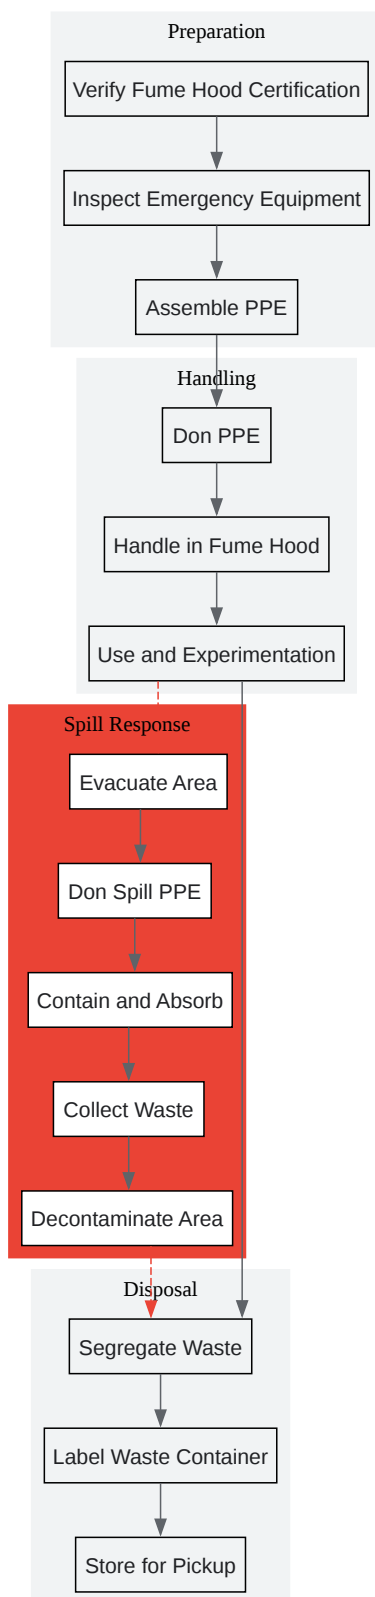 Preparation
Verify Fume Hood Certification
Inspect Emergency Equipment
Assemble PPE
Handling
Don PPE
Handle in Fume Hood
Use and Experimentation
Spill Response
Evacuate Area
Don Spill PPE
Contain and Absorb
Collect Waste
Decontaminate Area
Disposal
Segregate Waste
Label Waste Container
Store for Pickup